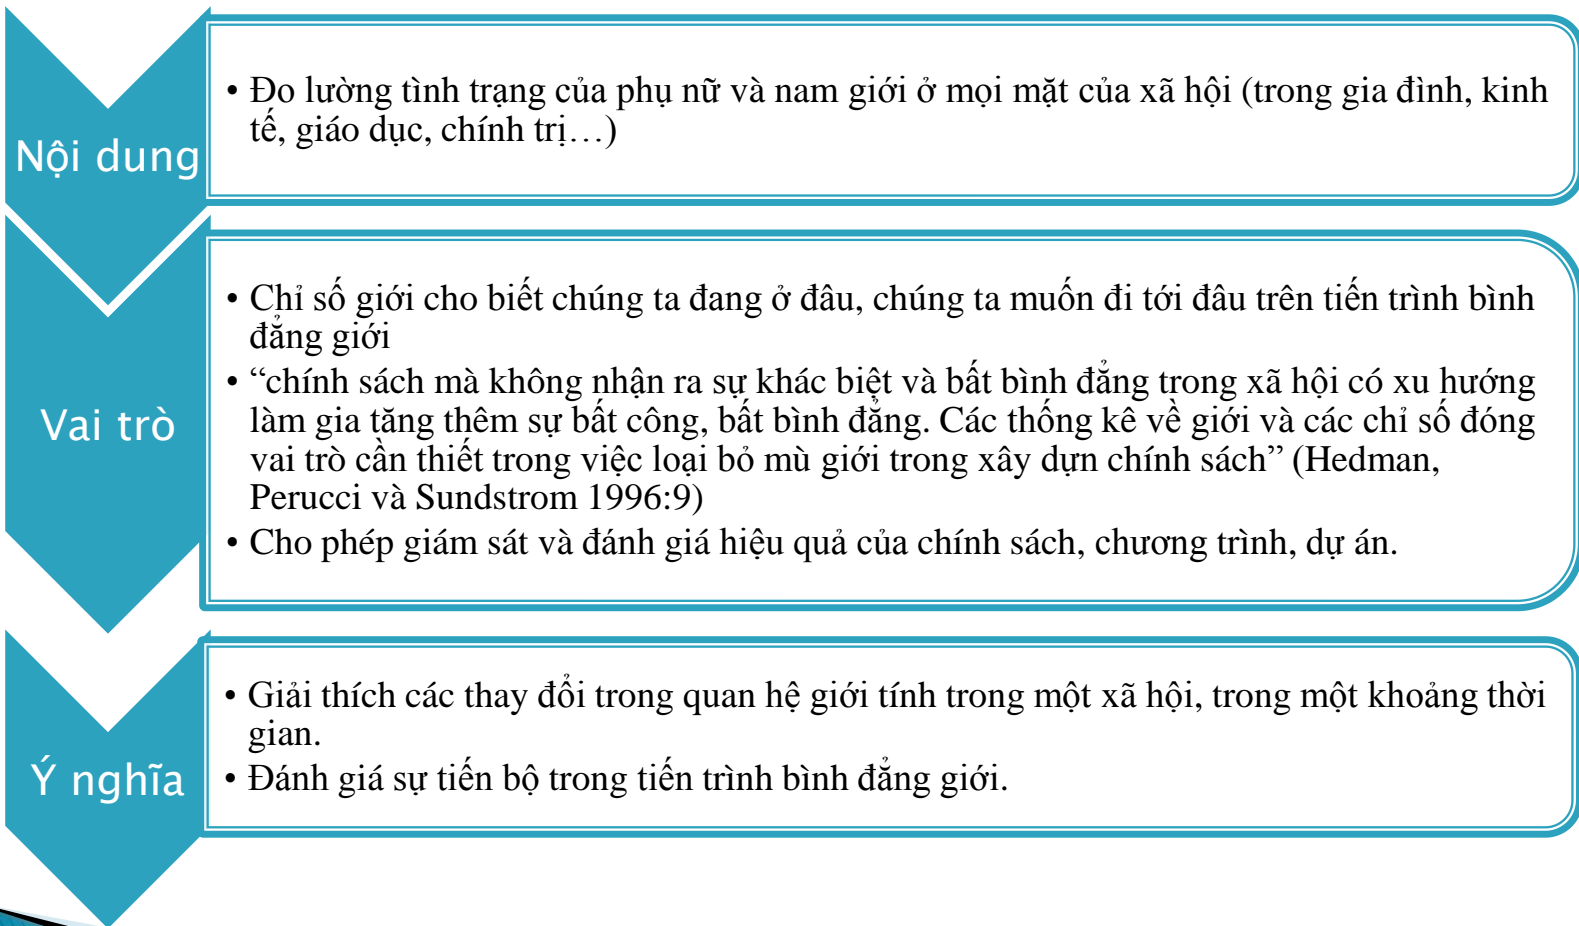 Nội dung
• Đo lường tình trạng của phụ nữ và nam giới ở mọi mặt của xã hội (trong gia đình, kinh
tế, giáo dục, chính trị…)
Vai trò
• Chỉ số giới cho biết chúng ta đang ở đâu, chúng ta muốn đi tới đâu trên tiến trình bình
đẳng giới
• “chính sách mà không nhận ra sự khác biệt và bất bình đẳng trong xã hội có xu hướng
làm gia tăng thêm sự bất công, bất bình đẳng. Các thống kê về giới và các chỉ số đóng
vai trò cần thiết trong việc loại bỏ mù giới trong xây dựn chính sách” (Hedman,
Perucci và Sundstrom 1996:9)
• Cho phép giám sát và đánh giá hiệu quả của chính sách, chương trình, dự án.
Ý nghĩa
• Giải thích các thay đổi trong quan hệ giới tính trong một xã hội, trong một khoảng thời
gian.
• Đánh giá sự tiến bộ trong tiến trình bình đẳng giới.